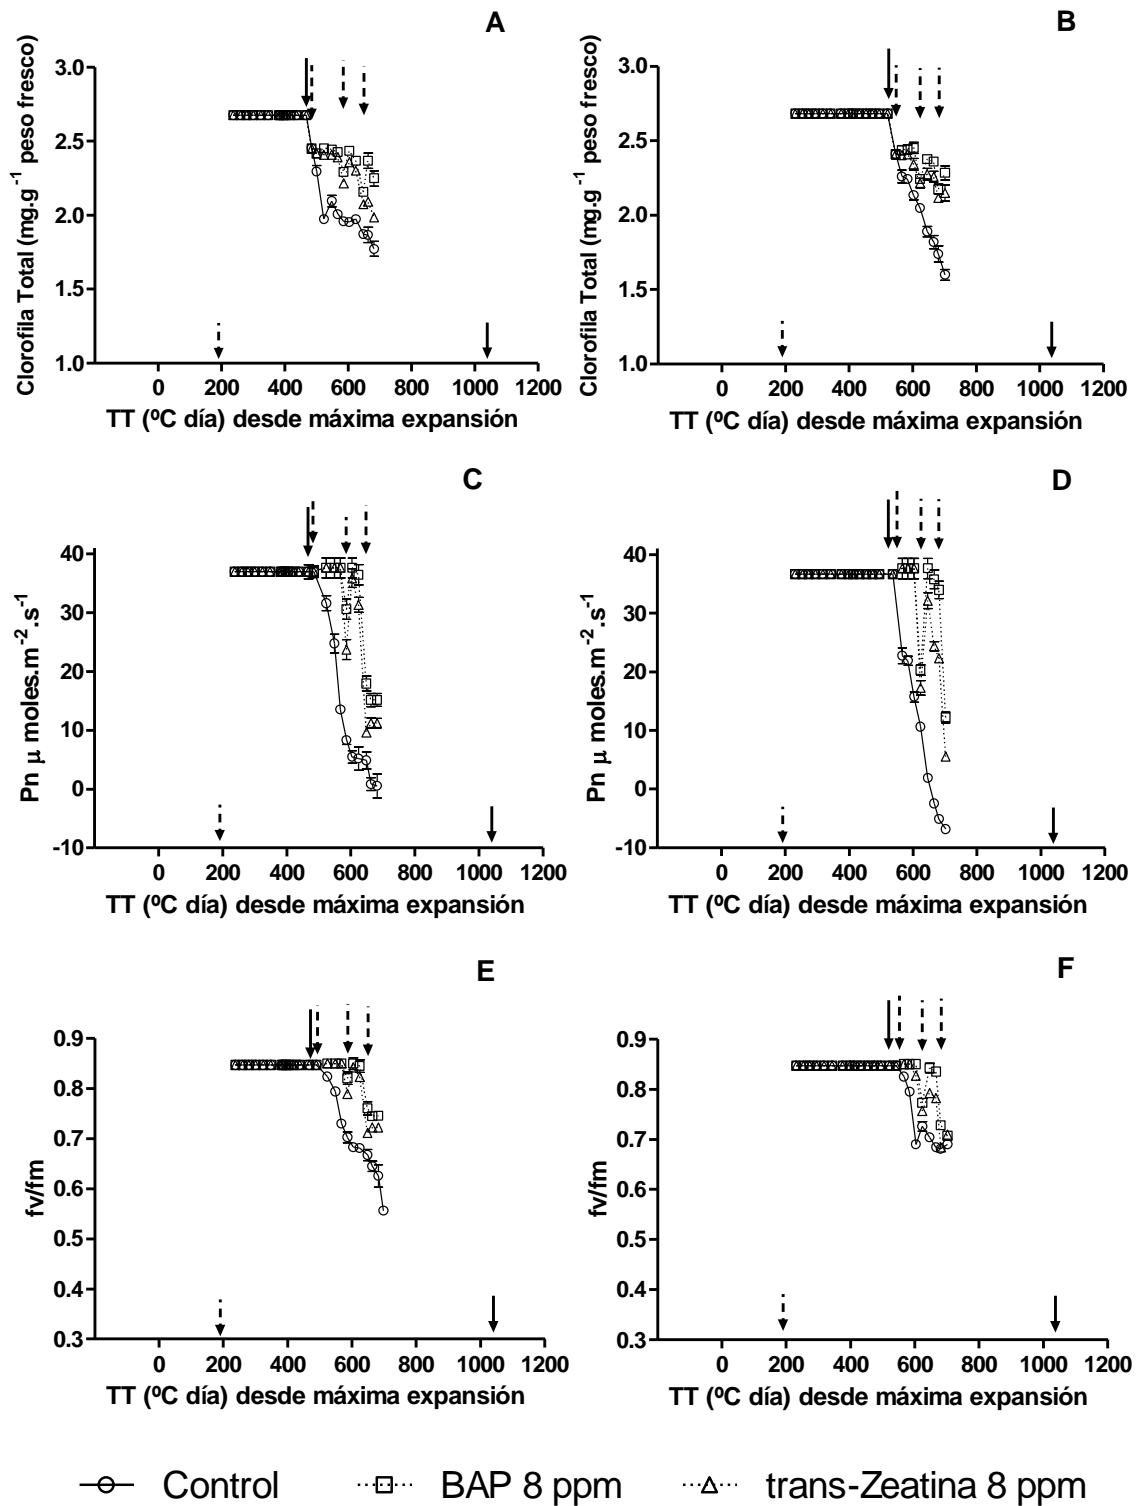 A
Clorofila Total (mg.g-1 peso fresco)
3.0
2.5
2.0
1.5
1.0
0 200 400 600 800 1000 1200
TT (ºC día) desde máxima expansión
B
Clorofila Total (mg.g-1 peso fresco)
3.0
2.5
2.0
1.5
1.0
0 200 400 600 800 1000 1200
TT (ºC día) desde máxima expansión
C
Pn µ moles.m-2.s-1
40
30
20
10
0
-10
0 200 400 600 800 1000 1200
TT (ºC día) desde máxima expansión
D
Pn µ moles.m-2.s-1
40
30
20
10
0
-10
0 200 400 600 800 1000 1200
TT (ºC día) desde máxima expansión
E
fv/fm
0.9
0.8
0.7
0.6
0.5
0.4
0.3
0 200 400 600 800 1000 1200
TT (ºC día) desde máxima expansión
F
fv/fm
0.9
0.8
0.7
0.6
0.5
0.4
0.3
0 200 400 600 800 1000 1200
TT (ºC día) desde máxima expansión
Control BAP 8 ppm trans-Zeatina 8 ppm